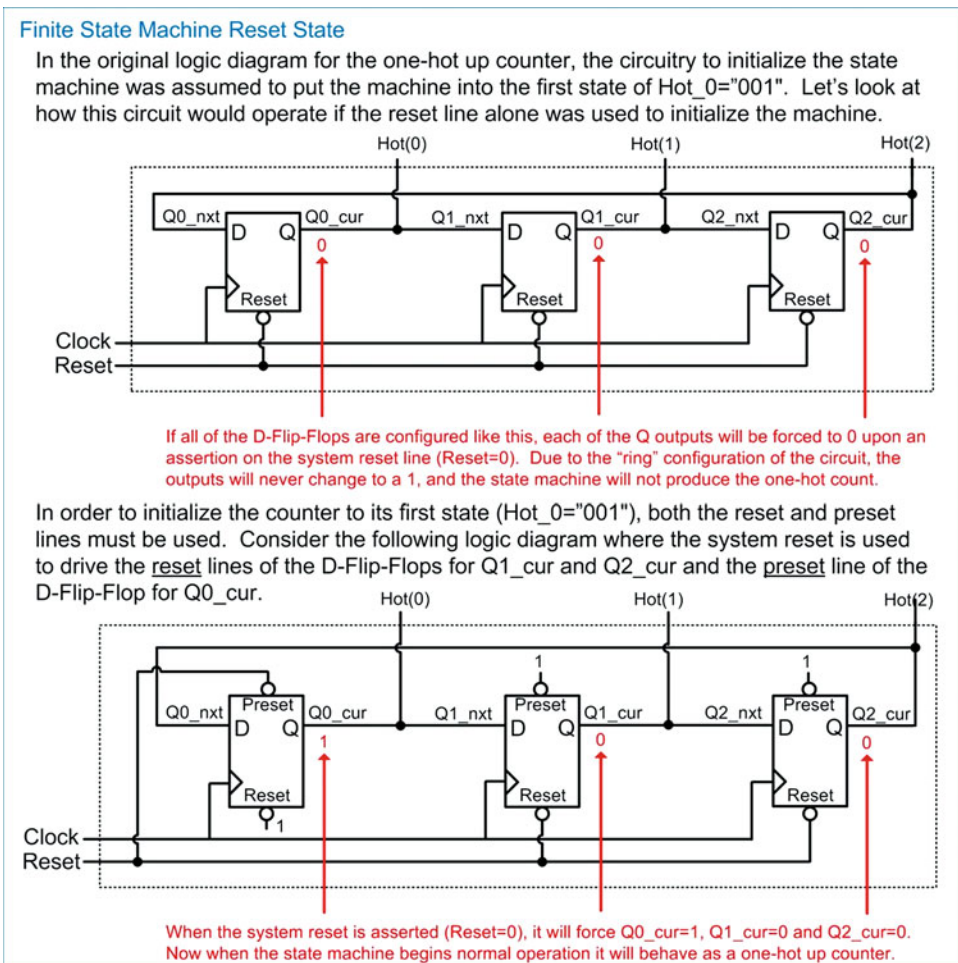 Finite State Machine Reset State
In the original logic diagram for the one-hot up counter, the circuitry to initialize the state
machine was assumed to put the machine into the first state of Hot_0=”001". Let’s look at
how this circuit would operate if the reset line alone was used to initialize the machine.
Hot(0) Hot(1) Hot(2)
Q0_nxt Q0_cur Q1_nxt Q1_cur Q2_nxt Q2_cur
D Q D Q D Q
0 0 0
Reset Reset Reset
Clock
Reset
If all of the D-Flip-Flops are configured like this, each of the Q outputs will be forced to 0 upon an
assertion on the system reset line (Reset=0). Due to the “ring” configuration of the circuit, the
outputs will never change to a 1, and the state machine will not produce the one-hot count.
In order to initialize the counter to its first state (Hot_0=”001"), both the reset and preset
lines must be used. Consider the following logic diagram where the system reset is used
to drive the reset lines of the D-Flip-Flops for Q1_cur and Q2_cur and the preset line of the
D-Flip-Flop for Q0_cur.
Hot(0) Hot(1) Hot(2)
1 1
Preset Preset Preset
Q0_nxt Q0_cur Q1_nxt Q1_cur Q2_nxt Q2_cur
D Q D Q D Q
1 0 0
Reset Reset Reset
1
Clock
Reset
When the system reset is asserted (Reset=0), it will force Q0_cur=1, Q1_cur=0 and Q2_cur=0.
Now when the state machine begins normal operation it will behave as a one-hot up counter.